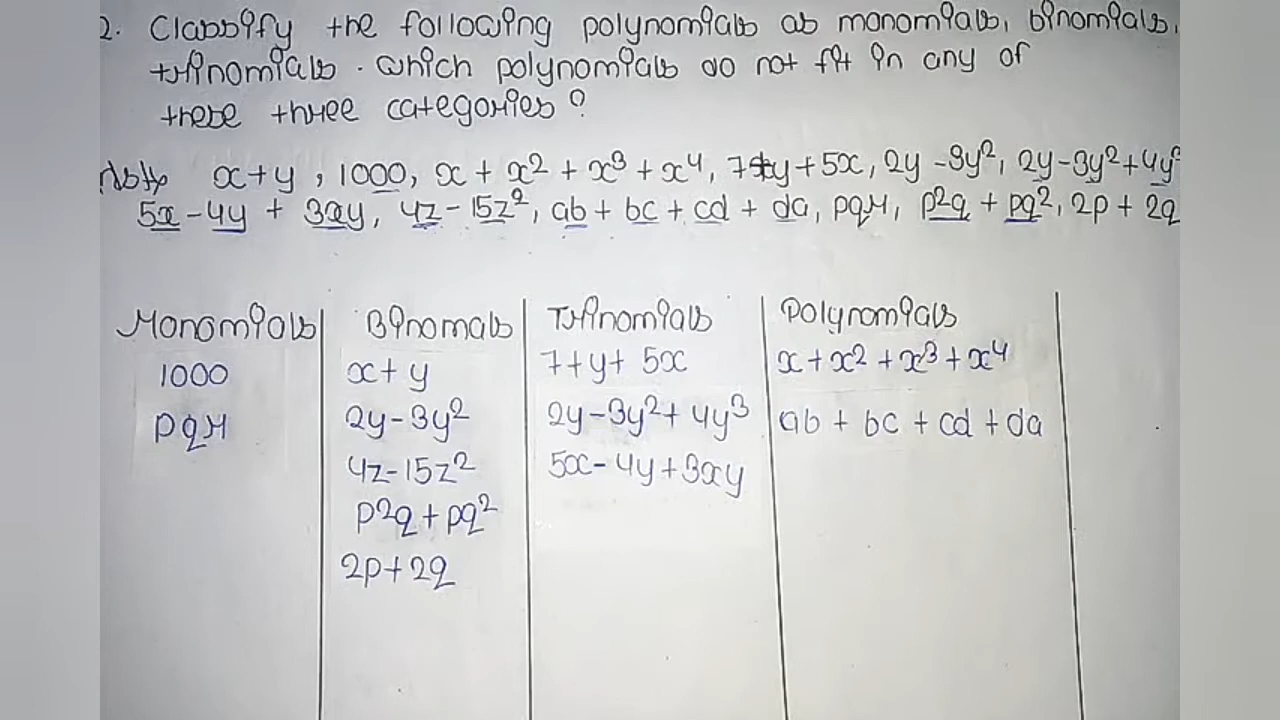 2. Classify the following polynomials as monomials, binomials,
trinomials. which polynomials do not fit in any of
these three categories?
x+y, 1000, x + x2 + x3 + x4, 7+y+5x, 2y-3y², 2y-3y²+4y³
5x-4y + 3xy, 4z-15z², ab + bc + cd + da, pqr, p2q + pq², 2p + 2q
Monomials Binomals Trinomials Polynomials
1000 x+y 7+y+ 5x x+x2+x3+x4
pqr 2y-3y² 2y-3y²+ 4y3 ab + bc + cd + da
4z-15z2 5x-4y+3xy
p2q + pq²
2p+2q